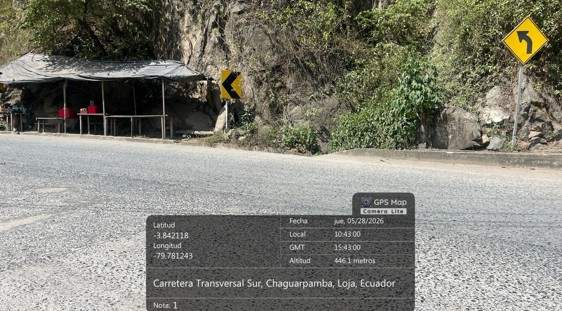 GPS Map
Camera Lite
Latitud
-3.842118
Longitud
-79.781243
Fecha jue, 05/28/2026
Local 10:43:00
GMT 15:43:00
Altitud 446.1 metros
Carretera Transversal Sur, Chaguarpamba, Loja, Ecuador
Note: 1